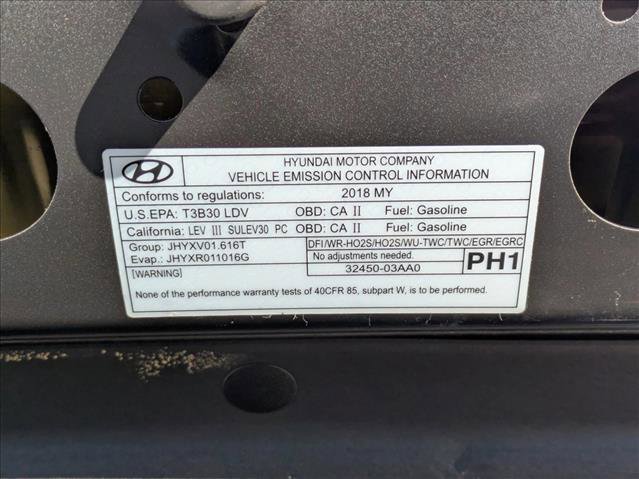 HYUNDAI MOTOR COMPANY
VEHICLE EMISSION CONTROL INFORMATION
Conforms to regulations: 2018 MY
U.S.EPA: T3B30 LDV OBD: CA II Fuel: Gasoline
California: LEV III SULEV30 PC OBD: CA II Fuel: Gasoline
Group: JHYXV01.616T DFI/WR-HO2S/HO2S/WU-TWC/TWC/EGR/EGRC
Evap.: JHYXR011016G No adjustments needed. PH1
[WARNING] 32450-03AA0
None of the performance warranty tests of 40CFR 85, subpart W, is to be performed.